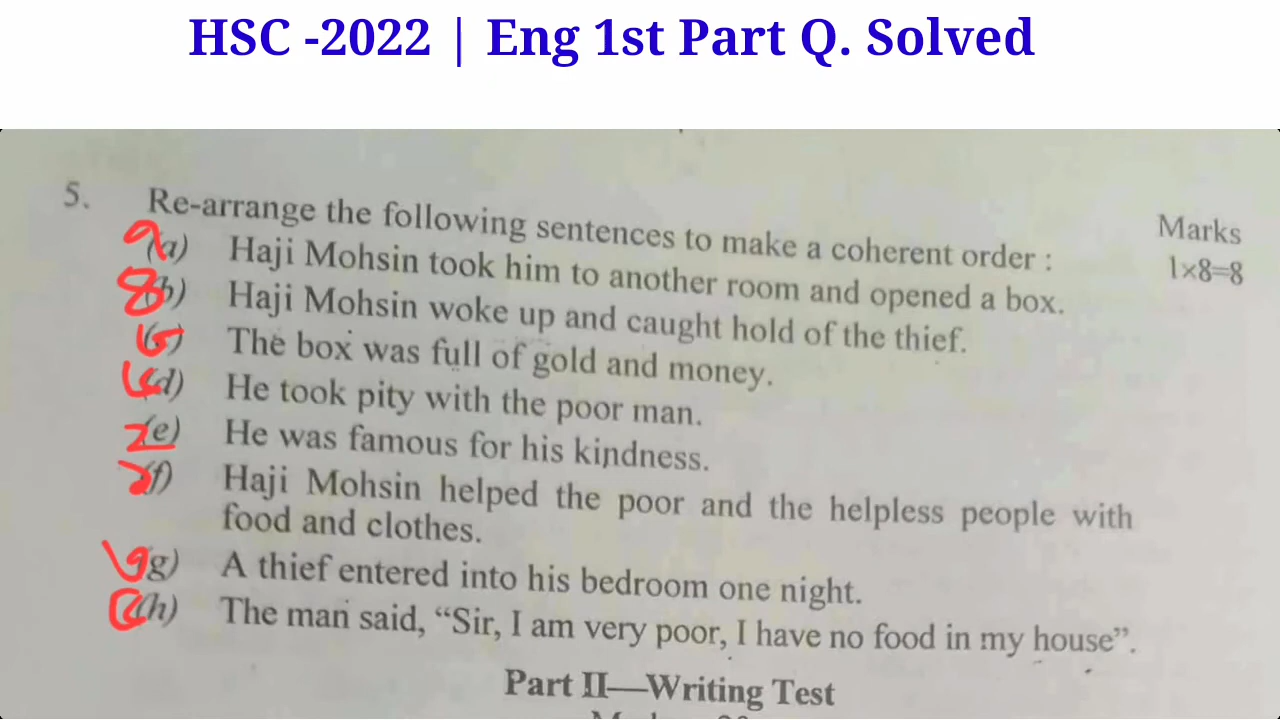 HSC -2022 | Eng 1st Part Q. Solved
5. Re-arrange the following sentences to make a coherent order : Marks
1×8=8
(a) Haji Mohsin took him to another room and opened a box.
(b) Haji Mohsin woke up and caught hold of the thief.
The box was full of gold and money.
(d) He took pity with the poor man.
(e) He was famous for his kindness.
(f) Haji Mohsin helped the poor and the helpless people with
food and clothes.
(g) A thief entered into his bedroom one night.
(h) The man said, “Sir, I am very poor, I have no food in my house”.
Part II—Writing Test